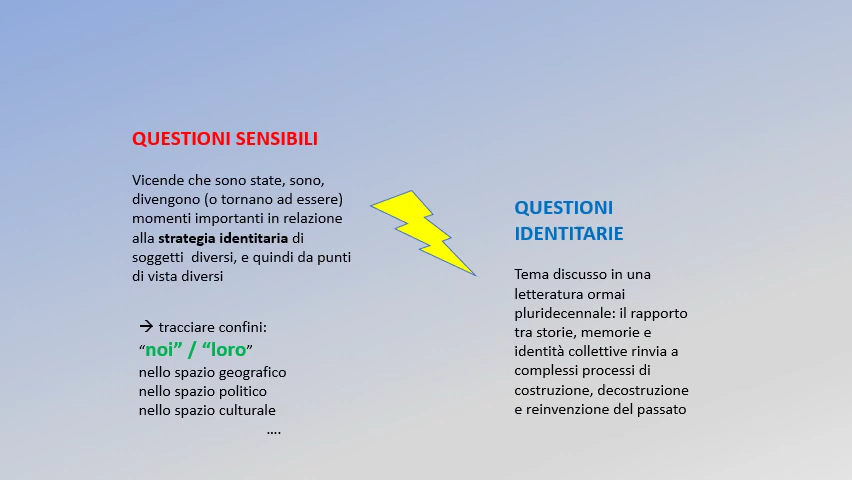 QUESTIONI SENSIBILI
Vicende che sono state, sono,
divengono (o tornano ad essere)
momenti importanti in relazione
alla strategia identitaria di
soggetti diversi, e quindi da punti
di vista diversi
→ tracciare confini:
“noi” / “loro”
nello spazio geografico
nello spazio politico
nello spazio culturale
....
QUESTIONI
IDENTITARIE
Tema discusso in una
letteratura ormai
pluridecennale: il rapporto
tra storie, memorie e
identità collettive rinvia a
complessi processi di
costruzione, decostruzione
e reinvenzione del passato